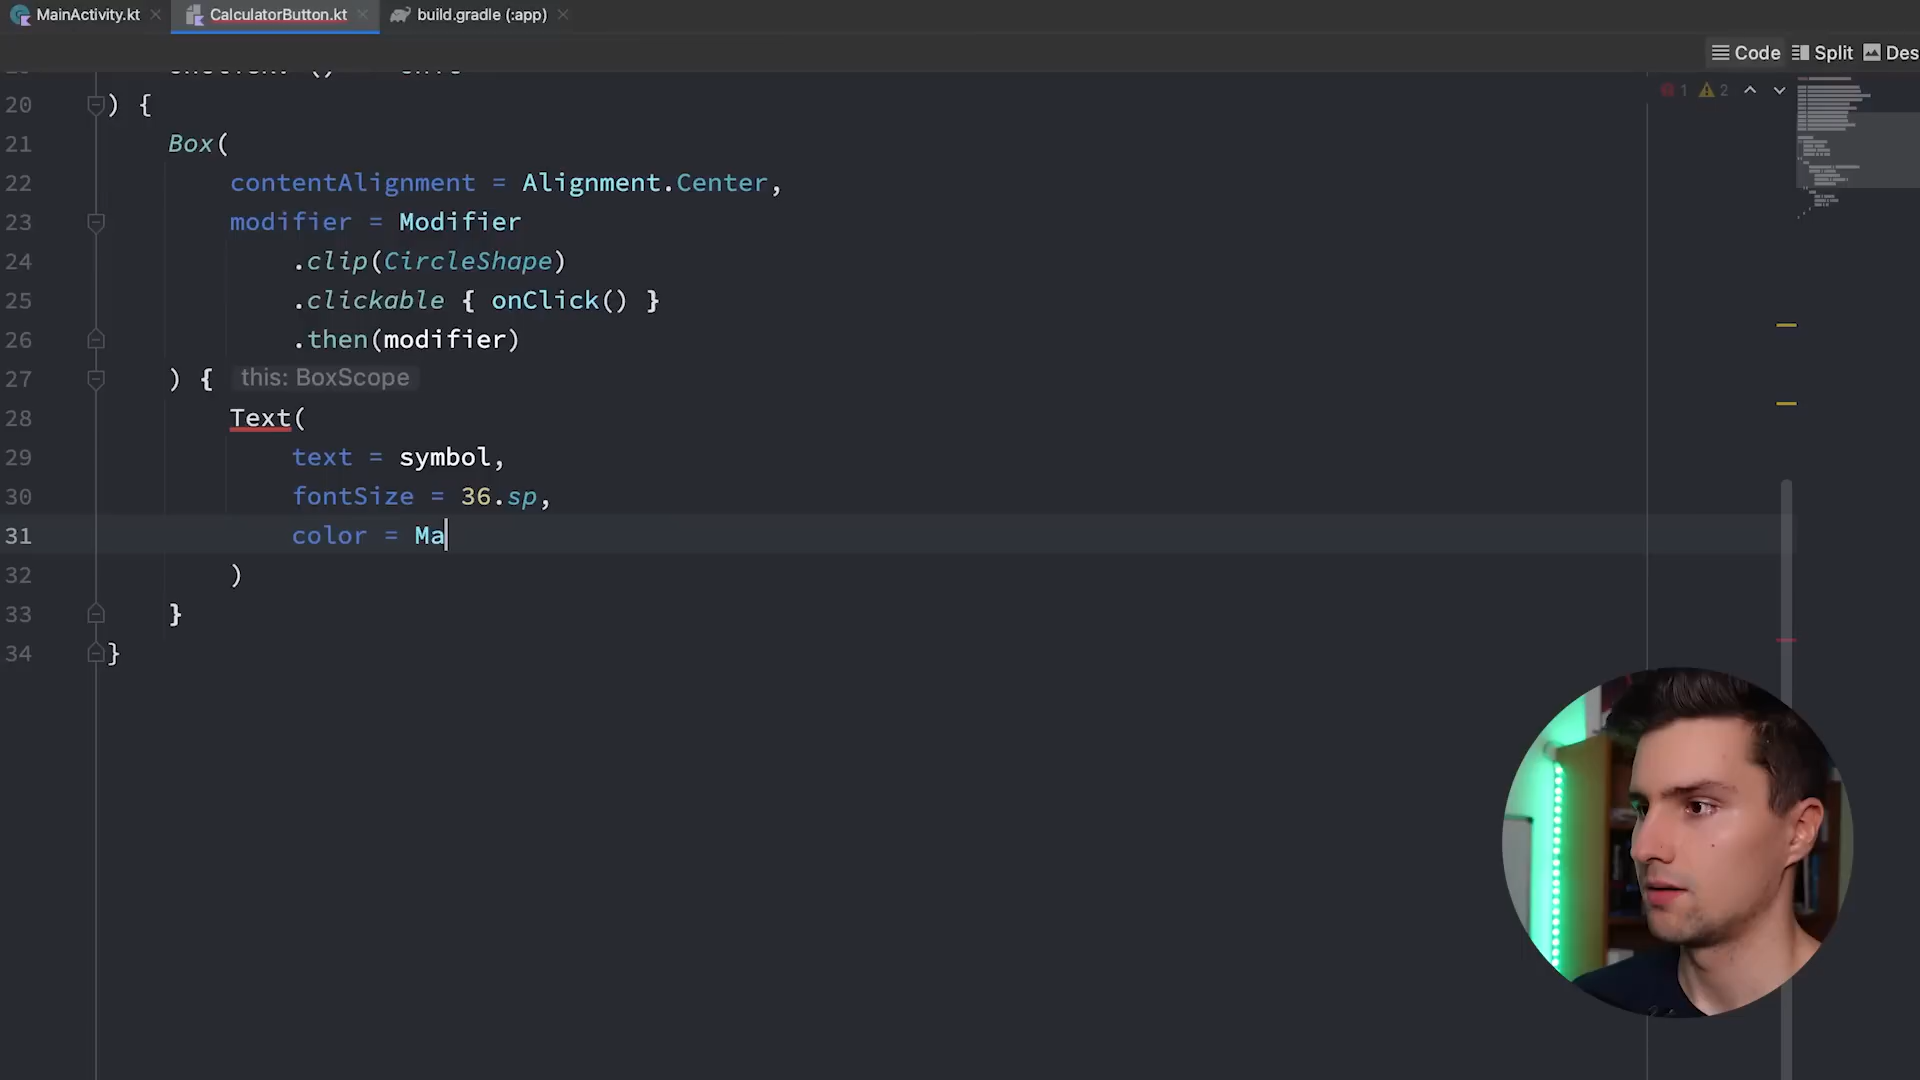 MainActivity.kt CalculatorButton.kt build.gradle (:app)
Code Split Des
1 2
20 ) {
21 Box(
22 contentAlignment = Alignment.Center,
23 modifier = Modifier
24 .clip(CircleShape)
25 .clickable { onClick() }
26 .then(modifier)
27 ) { this: BoxScope
28 Text(
29 text = symbol,
30 fontSize = 36.sp,
31 color = Ma
32 )
33 }
34 }